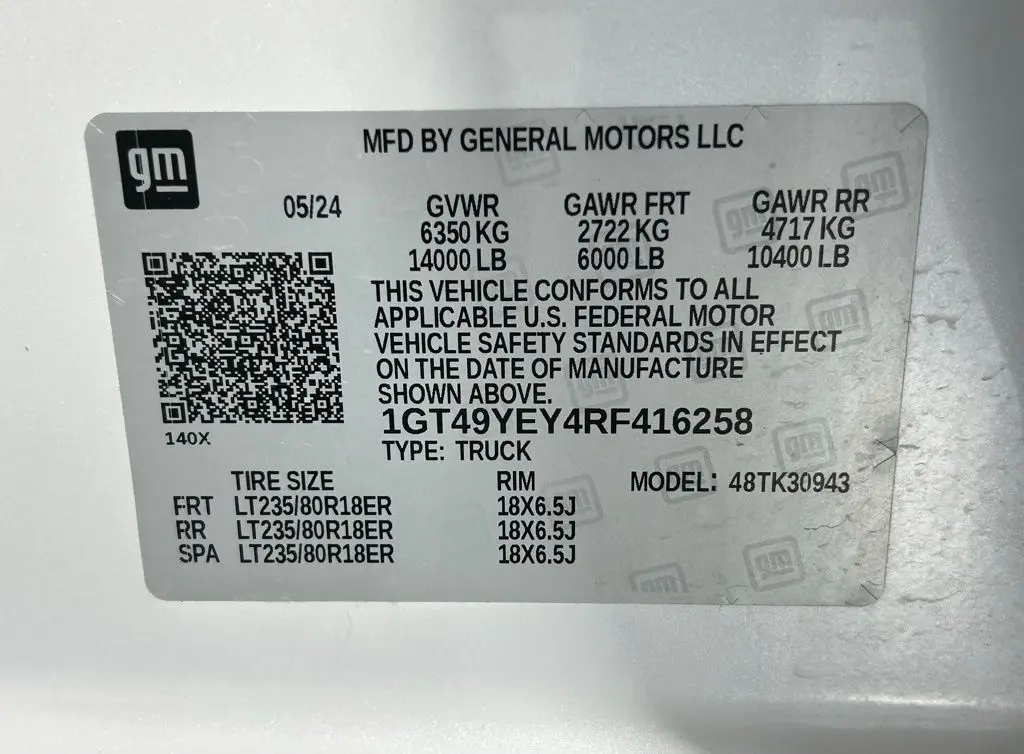 gm
MFD BY GENERAL MOTORS LLC
05/24 GVWR GAWR FRT GAWR RR
6350 KG 2722 KG 4717 KG
14000 LB 6000 LB 10400 LB
THIS VEHICLE CONFORMS TO ALL
APPLICABLE U.S. FEDERAL MOTOR
VEHICLE SAFETY STANDARDS IN EFFECT
ON THE DATE OF MANUFACTURE
SHOWN ABOVE.
1GT49YEY4RF416258
140X
TYPE: TRUCK
TIRE SIZE RIM MODEL: 48TK30943
FRT LT235/80R18ER 18X6.5J
RR LT235/80R18ER 18X6.5J
SPA LT235/80R18ER 18X6.5J